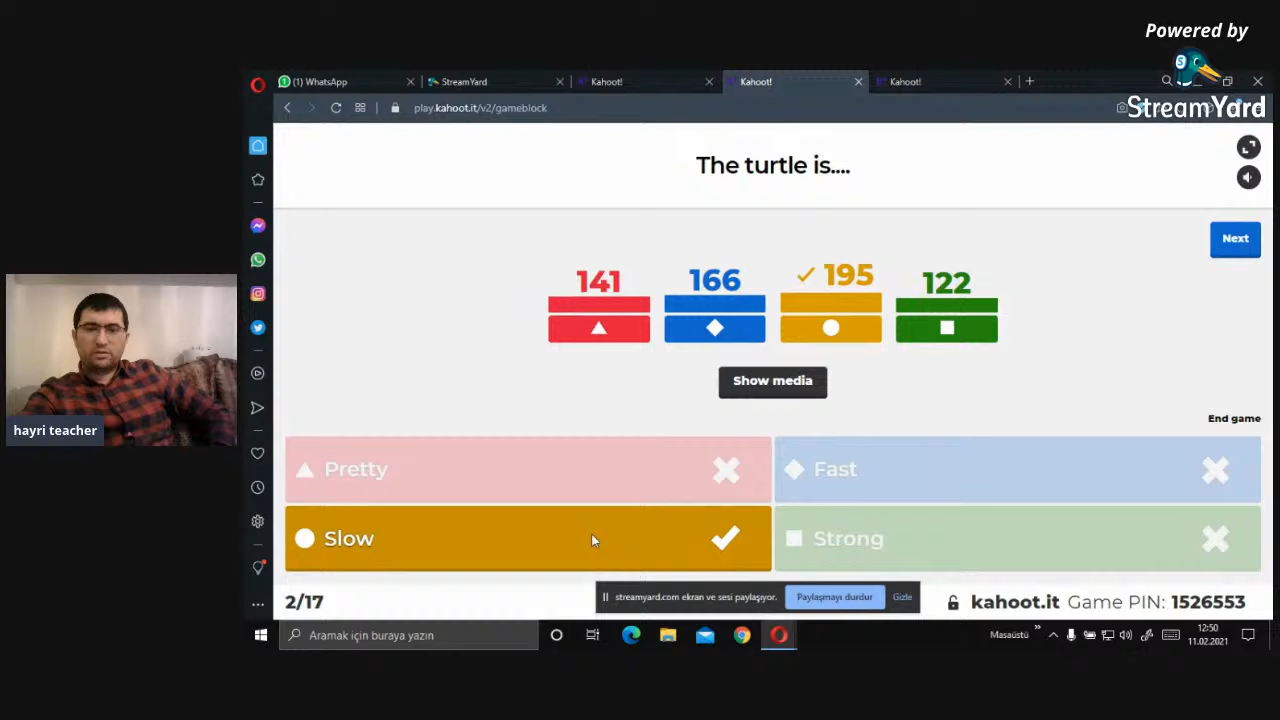 Powered by
StreamYard
(1) WhatsApp
StreamYard
Kahoot!
Kahoot!
Kahoot!
play.kahoot.it/v2/gameblock
The turtle is....
Next
141
166
195
122
Show media
End game
Pretty
Fast
Slow
Strong
hayri teacher
2/17
streamyard.com ekran ve sesi paylaşıyor.
Paylaşmayı durdur
Gizle
kahoot.it Game PIN: 1526553
Aramak için buraya yazın
Masaüstü
12:50
11.02.2021